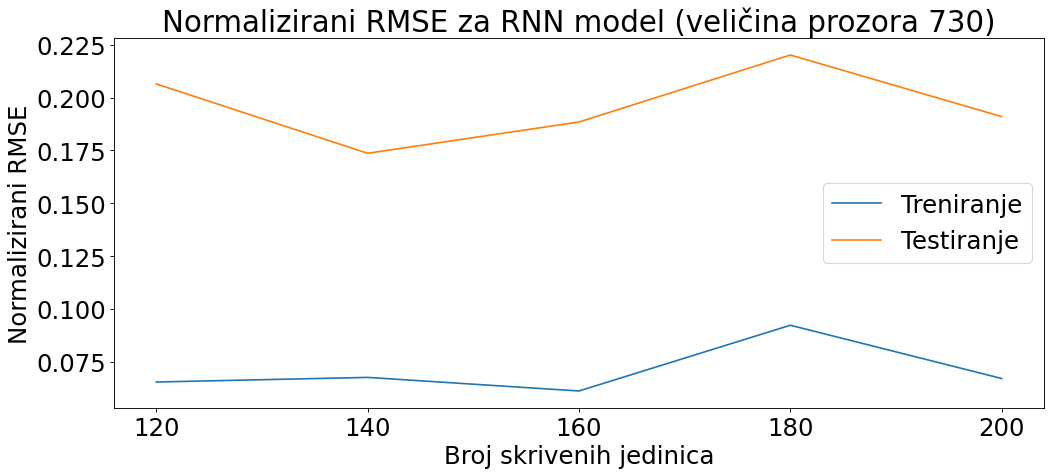 Normalizirani RMSE za RNN model (veličina prozora 730)
Normalizirani RMSE
0.225
0.200
0.175
0.150
0.125
0.100
0.075
Treniranje
Testiranje
120 140 160 180 200
Broj skrivenih jedinica